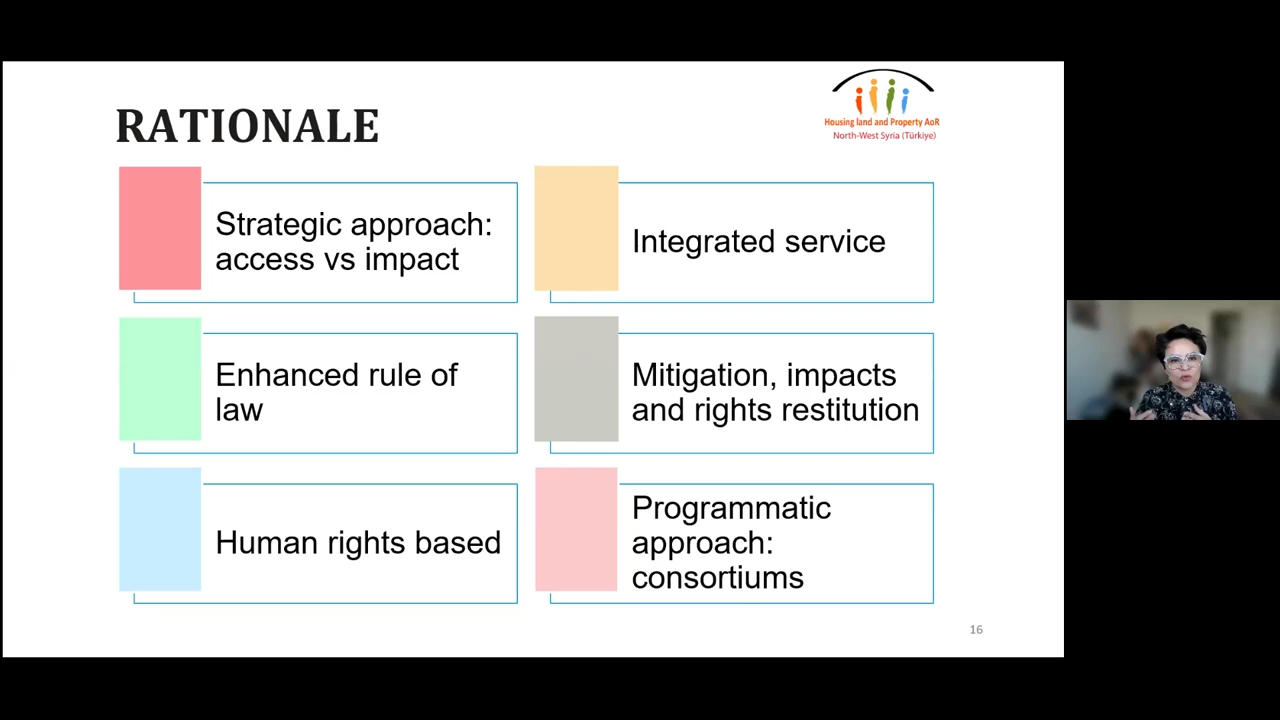 RATIONALE
Housing land and Property AoR
North-West Syria (Türkiye)
Strategic approach:
access vs impact
Integrated service
Enhanced rule of
law
Mitigation, impacts
and rights restitution
Human rights based
Programmatic
approach:
consortiums
16